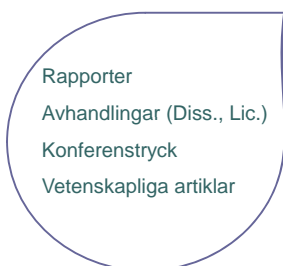 Rapporter
Avhandlingar (Diss., Lic.)
Konferenstryck
Vetenskapliga artiklar